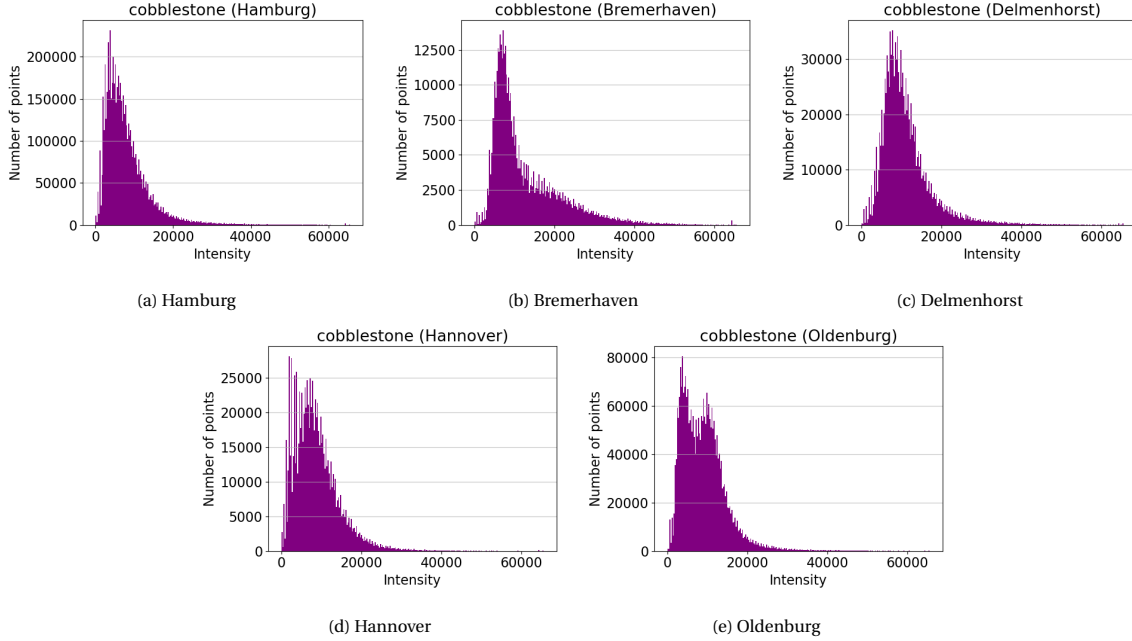 cobblestone (Hamburg)
200000
150000
100000
50000
0
Number of points
0 20000 40000 60000
Intensity
(a) Hamburg
cobblestone (Bremerhaven)
12500
10000
7500
5000
2500
0
Number of points
0 20000 40000 60000
Intensity
(b) Bremerhaven
cobblestone (Delmenhorst)
30000
20000
10000
0
Number of points
0 20000 40000 60000
Intensity
(c) Delmenhorst
cobblestone (Hannover)
25000
20000
15000
10000
5000
0
Number of points
0 20000 40000 60000
Intensity
(d) Hannover
cobblestone (Oldenburg)
80000
60000
40000
20000
0
Number of points
0 20000 40000 60000
Intensity
(e) Oldenburg